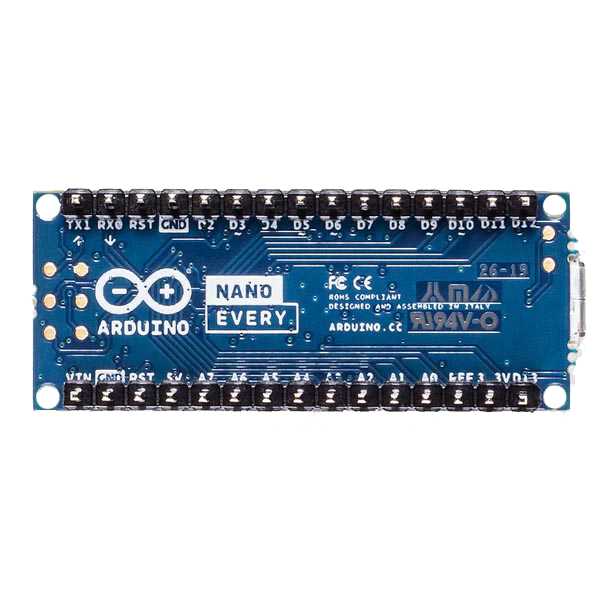 TX1 RX0 RST GND D2 D3 D4 D5 D6 D7 D8 D9 D10 D11 D12
26-19
NANO
EVERY
ARDUINO
FC CE
ROHS COMPLIANT
DESIGNED AND ASSEMBLED IN ITALY
ARDUINO.CC
94V-0
VIN GND RST 5V A7 A6 A5 A4 A3 A2 A1 A0 REF 3.3V D13